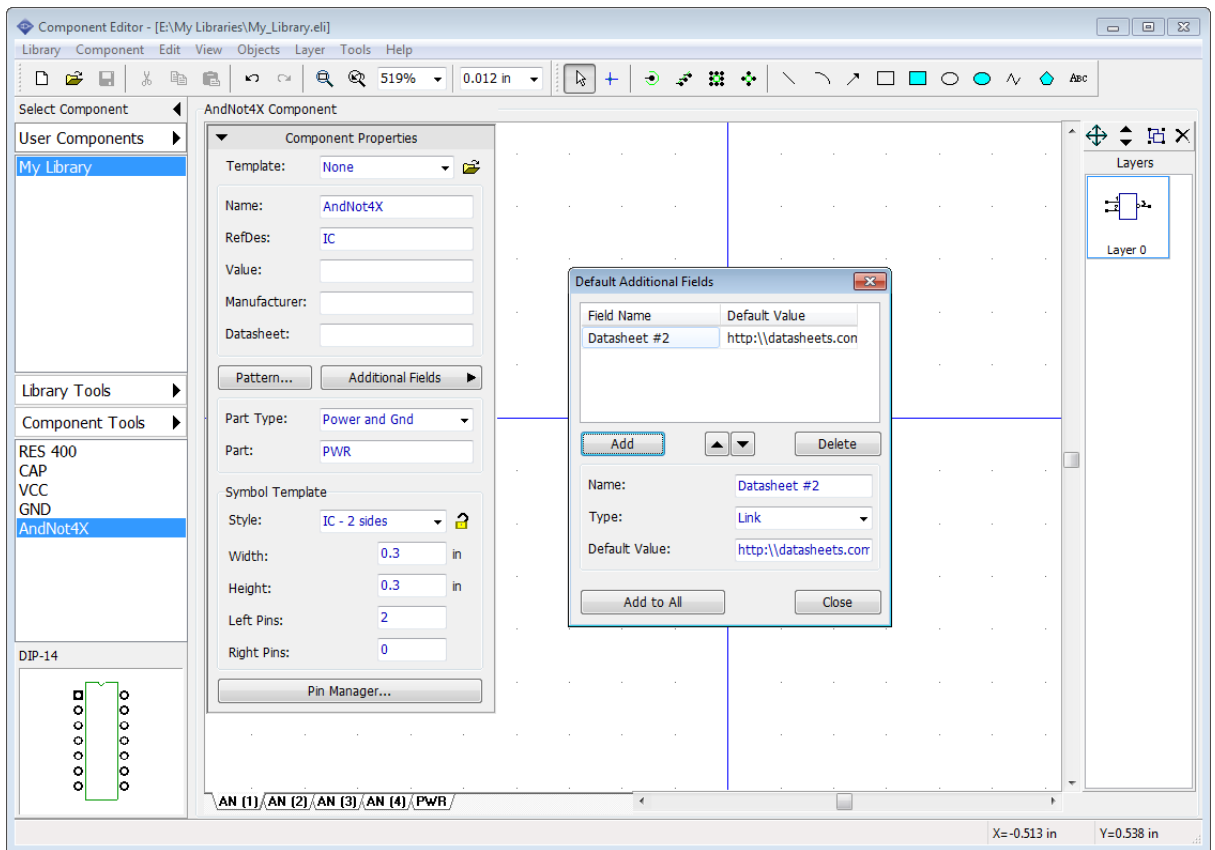 Component Editor - [E:\My Libraries\My_Library.eli]
Library Component Edit View Objects Layer Tools Help
519% 0.012 in ABC
Select Component
AndNot4X Component
User Components
My Library
Library Tools
Component Tools
RES 400
CAP
VCC
GND
AndNot4X
DIP-14
Component Properties
Template: None
Name: AndNot4X
RefDes: IC
Value:
Manufacturer:
Datasheet:
Pattern... Additional Fields
Part Type: Power and Gnd
Part: PWR
Symbol Template
Style: IC - 2 sides
Width: 0.3 in
Height: 0.3 in
Left Pins: 2
Right Pins: 0
Pin Manager...
Default Additional Fields
Field Name Default Value
Datasheet #2 http:\\datasheets.con
Add Delete
Name: Datasheet #2
Type: Link
Default Value: http:\\datasheets.com
Add to All Close
Layers
Layer 0
AN (1) AN (2) AN (3) AN (4) PWR
X=-0.513 in Y=0.538 in